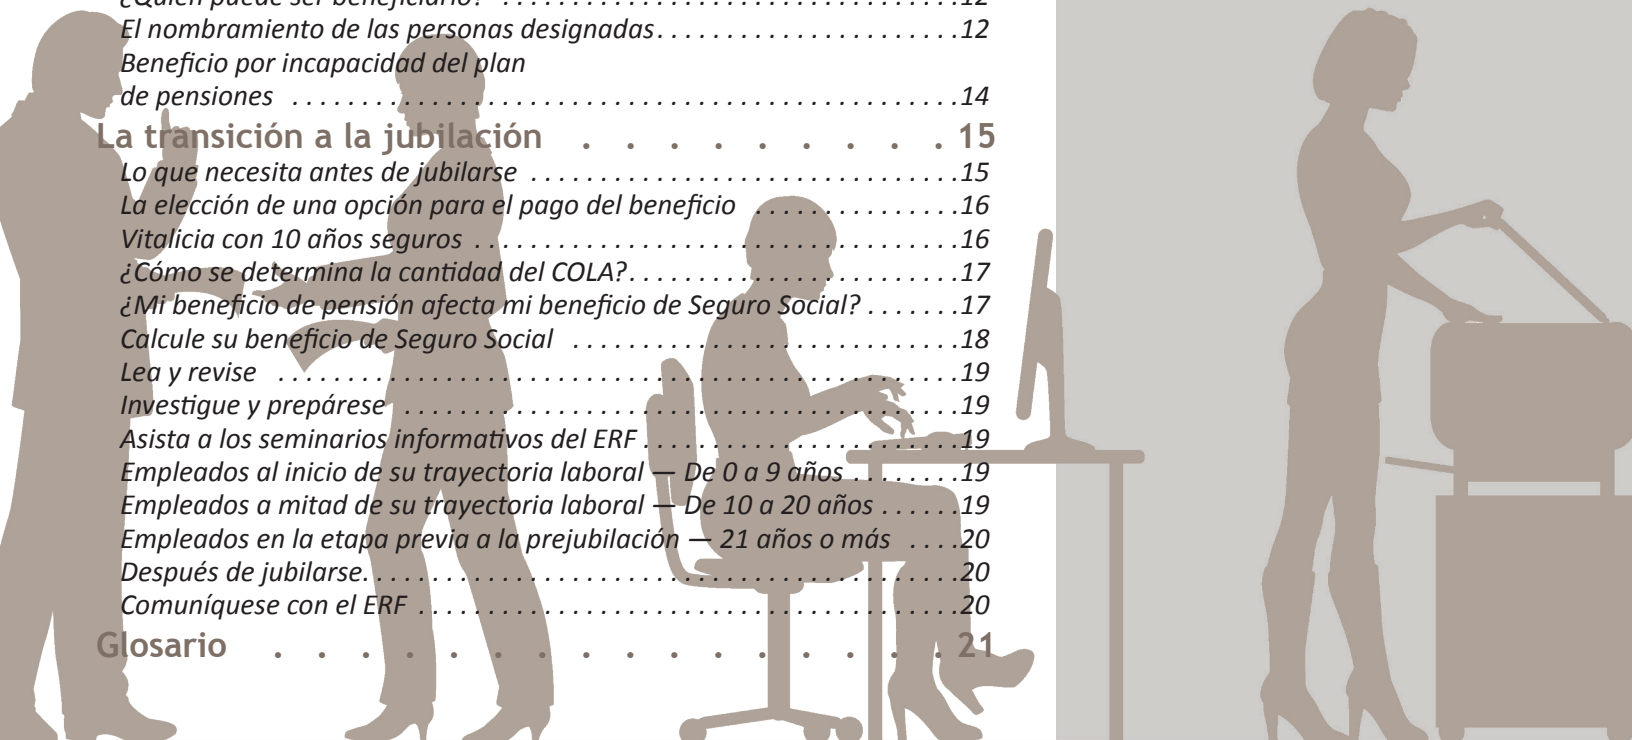 ¿Quién puede ser beneficiario? . . . . . . . . . . . . . . . . . . . . . . . . . . . . . . . . . . 12
El nombramiento de las personas designadas. . . . . . . . . . . . . . . . . . . . . . 12
Beneficio por incapacidad del plan
de pensiones . . . . . . . . . . . . . . . . . . . . . . . . . . . . . . . . . . . . . . . . . . . . . . . . . 14
La transición a la jubilación . . . . . . . . . 15
Lo que necesita antes de jubilarse . . . . . . . . . . . . . . . . . . . . . . . . . . . . . . . 15
La elección de una opción para el pago del beneficio . . . . . . . . . . . . . . . 16
Vitalicia con 10 años seguros . . . . . . . . . . . . . . . . . . . . . . . . . . . . . . . . . . . 16
¿Cómo se determina la cantidad del COLA?. . . . . . . . . . . . . . . . . . . . . . . . 17
¿Mi beneficio de pensión afecta mi beneficio de Seguro Social? . . . . . . . 17
Calcule su beneficio de Seguro Social . . . . . . . . . . . . . . . . . . . . . . . . . . . . 18
Lea y revise . . . . . . . . . . . . . . . . . . . . . . . . . . . . . . . . . . . . . . . . . . . . . . . . . . 19
Investigue y prepárese . . . . . . . . . . . . . . . . . . . . . . . . . . . . . . . . . . . . . . . . 19
Asista a los seminarios informativos del ERF . . . . . . . . . . . . . . . . . . . . . . . 19
Empleados al inicio de su trayectoria laboral — De 0 a 9 años . . . . . . . . 19
Empleados a mitad de su trayectoria laboral — De 10 a 20 años . . . . . . 19
Empleados en la etapa previa a la prejubilación — 21 años o más . . . . 20
Después de jubilarse. . . . . . . . . . . . . . . . . . . . . . . . . . . . . . . . . . . . . . . . . . . 20
Comuníquese con el ERF . . . . . . . . . . . . . . . . . . . . . . . . . . . . . . . . . . . . . . . 20
Glosario . . . . . . . . . . . . . . . . 21